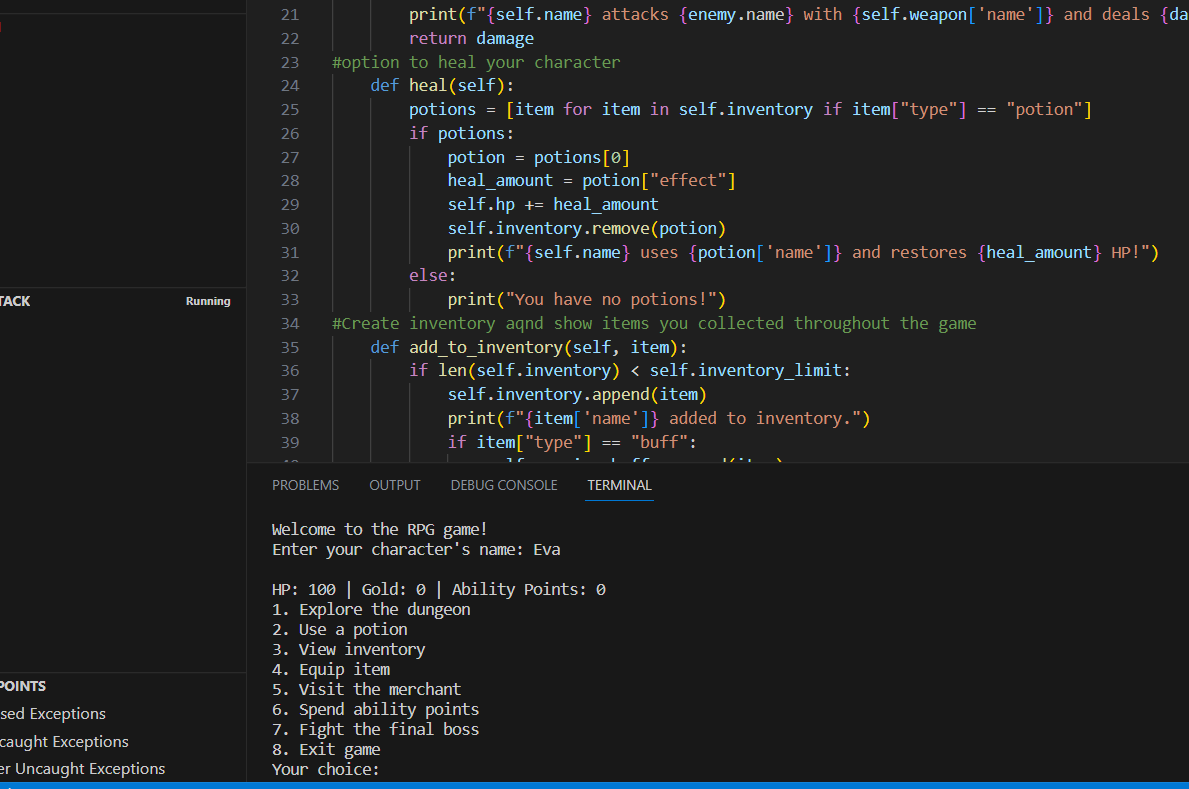 21 print(f"{self.name} attacks {enemy.name} with {self.weapon['name']} and deals {da
22 return damage
23 #option to heal your character
24 def heal(self):
25 potions = [item for item in self.inventory if item["type"] == "potion"]
26 if potions:
27 potion = potions[0]
28 heal_amount = potion["effect"]
29 self.hp += heal_amount
30 self.inventory.remove(potion)
31 print(f"{self.name} uses {potion['name']} and restores {heal_amount} HP!")
32 else:
33 print("You have no potions!")
34 #Create inventory aqnd show items you collected throughout the game
35 def add_to_inventory(self, item):
36 if len(self.inventory) < self.inventory_limit:
37 self.inventory.append(item)
38 print(f"{item['name']} added to inventory.")
39 if item["type"] == "buff":
TACK Running
POINTS
sed Exceptions
caught Exceptions
er Uncaught Exceptions
PROBLEMS OUTPUT DEBUG CONSOLE TERMINAL
Welcome to the RPG game!
Enter your character's name: Eva
HP: 100 | Gold: 0 | Ability Points: 0
1. Explore the dungeon
2. Use a potion
3. View inventory
4. Equip item
5. Visit the merchant
6. Spend ability points
7. Fight the final boss
8. Exit game
Your choice: